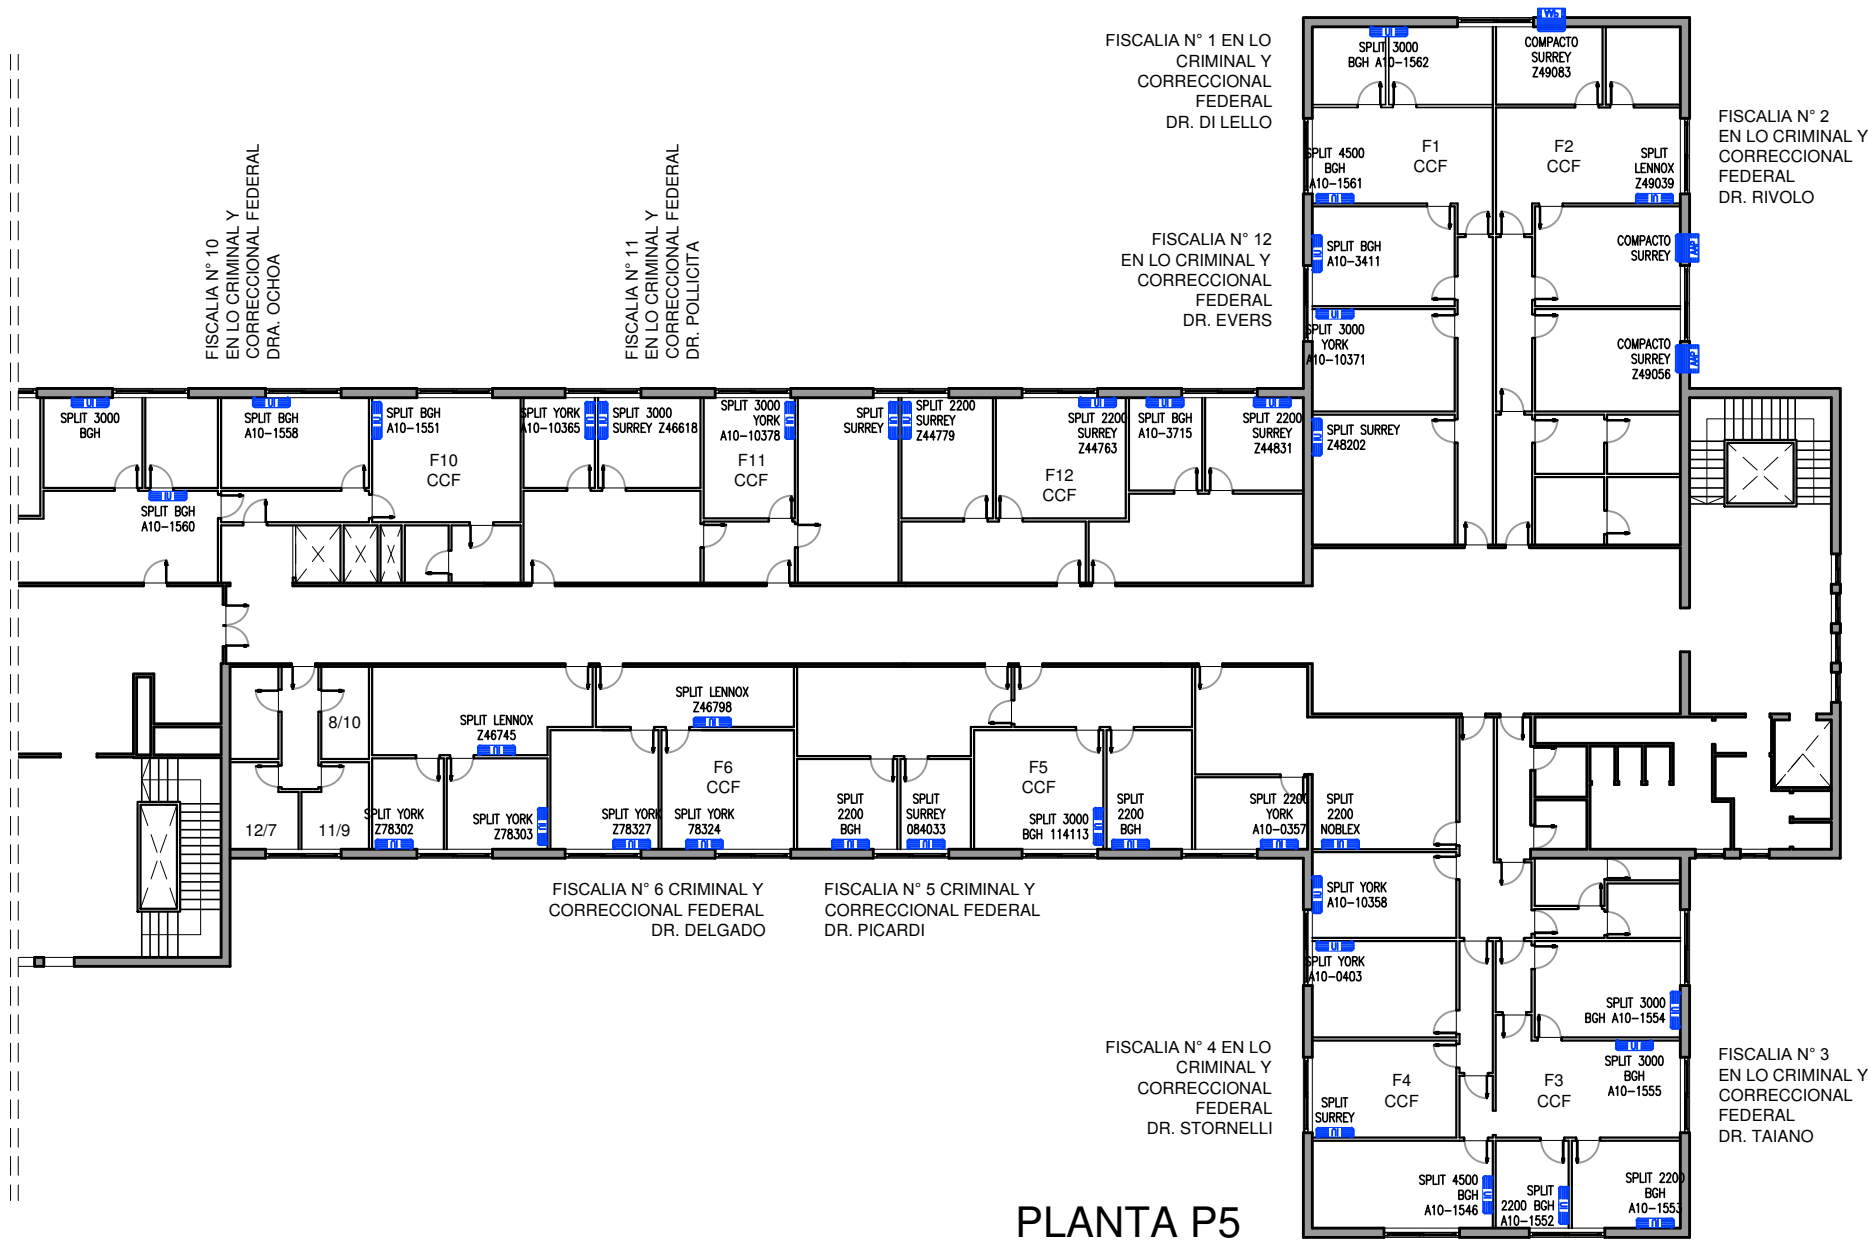 FISCALIA N° 1 EN LO
CRIMINAL Y
CORRECCIONAL
FEDERAL
DR. DI LELLO
SPLIT 3000
BGH A10-1562
COMPACTO
SURREY
Z49083
FISCALIA N° 2
EN LO CRIMINAL Y
CORRECCIONAL
FEDERAL
DR. RIVOLO
SPLIT 4500
BGH
A10-1561
F1
CCF
F2
CCF
SPLIT
LENNOX
Z49039
FISCALIA N° 10
EN LO CRIMINAL Y
CORRECCIONAL FEDERAL
DRA. OCHOA
FISCALIA N° 11
EN LO CRIMINAL Y
CORRECCIONAL FEDERAL
DR. POLLICITA
FISCALIA N° 12
EN LO CRIMINAL Y
CORRECCIONAL
FEDERAL
DR. EVERS
SPLIT BGH
A10-3411
COMPACTO
SURREY
SPLIT 3000
YORK
A10-10371
COMPACTO
SURREY
Z49056
SPLIT 3000
BGH
SPLIT BGH
A10-1558
SPLIT BGH
A10-1551
F10
CCF
SPLIT YORK
A10-10365
SPLIT 3000
SURREY Z46618
SPLIT 3000
YORK
A10-10378
F11
CCF
SPLIT
SURREY
SPLIT 2200
SURREY
Z44779
SPLIT 2200
SURREY
Z44763
F12
CCF
SPLIT BGH
A10-3715
SPLIT 2200
SURREY
Z44831
SPLIT SURREY
Z48202
SPLIT BGH
A10-1560
8/10
12/7
11/9
SPLIT LENNOX
Z46745
SPLIT LENNOX
Z46798
SPLIT YORK
Z78302
SPLIT YORK
Z78303
SPLIT YORK
Z78327
F6
CCF
SPLIT YORK
78324
SPLIT
2200
BGH
SPLIT
SURREY
084033
F5
CCF
SPLIT 3000
BGH 114113
SPLIT
2200
BGH
SPLIT 2200
YORK
A10-0357
SPLIT
2200
NOBLEX
FISCALIA N° 6 CRIMINAL Y
CORRECCIONAL FEDERAL
DR. DELGADO
FISCALIA N° 5 CRIMINAL Y
CORRECCIONAL FEDERAL
DR. PICARDI
SPLIT YORK
A10-10358
SPLIT YORK
A10-0403
SPLIT 3000
BGH A10-1554
FISCALIA N° 4 EN LO
CRIMINAL Y
CORRECCIONAL
FEDERAL
DR. STORNELLI
F4
CCF
SPLIT
SURREY
F3
CCF
SPLIT 3000
BGH
A10-1555
FISCALIA N° 3
EN LO CRIMINAL Y
CORRECCIONAL
FEDERAL
DR. TAIANO
SPLIT 4500
BGH
A10-1546
SPLIT
2200 BGH
A10-1552
SPLIT 2200
BGH
A10-1553
PLANTA P5